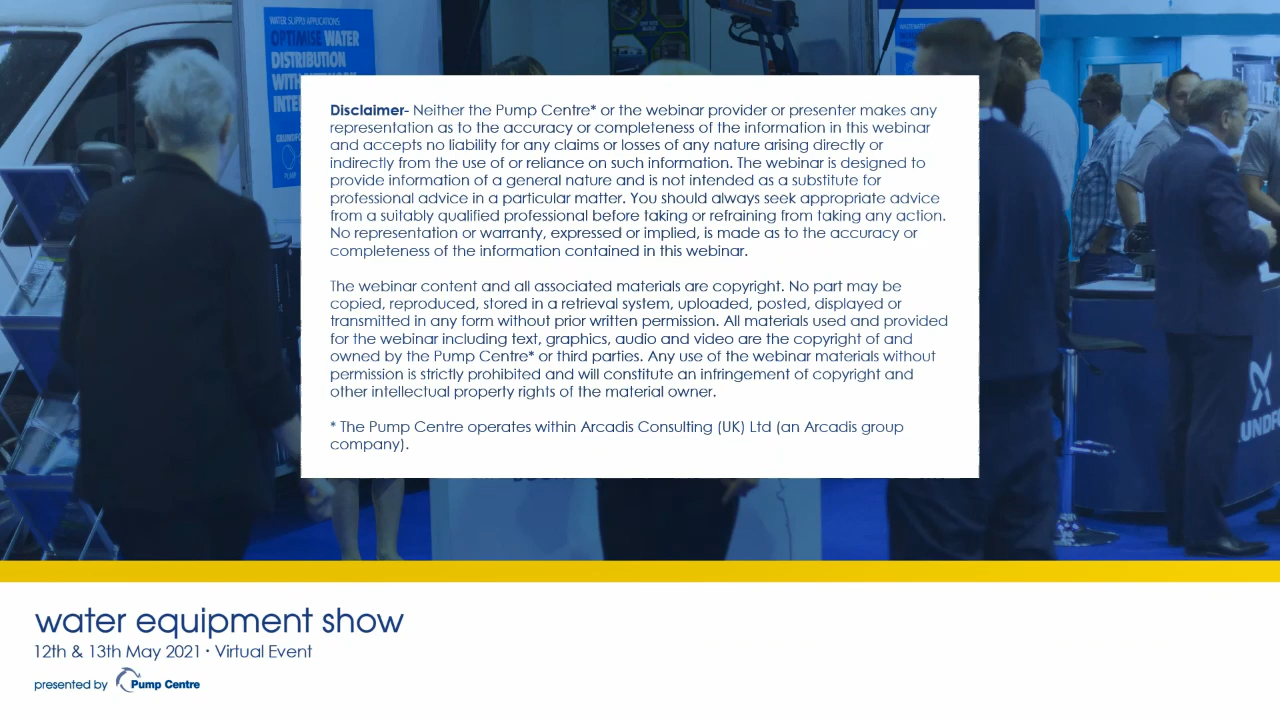 WATER SUPPLY APPLICATIONS:
OPTIMISE WATER
DISTRIBUTION
Disclaimer- Neither the Pump Centre* or the webinar provider or presenter makes any
representation as to the accuracy or completeness of the information in this webinar
and accepts no liability for any claims or losses of any nature arising directly or
indirectly from the use of or reliance on such information. The webinar is designed to
provide information of a general nature and is not intended as a substitute for
professional advice in a particular matter. You should always seek appropriate advice
from a suitably qualified professional before taking or refraining from taking any action.
No representation or warranty, expressed or implied, is made as to the accuracy or
completeness of the information contained in this webinar.
The webinar content and all associated materials are copyright. No part may be
copied, reproduced, stored in a retrieval system, uploaded, posted, displayed or
transmitted in any form without prior written permission. All materials used and provided
for the webinar including text, graphics, audio and video are the copyright of and
owned by the Pump Centre* or third parties. Any use of the webinar materials without
permission is strictly prohibited and will constitute an infringement of copyright and
other intellectual property rights of the material owner.
* The Pump Centre operates within Arcadis Consulting (UK) Ltd (an Arcadis group
company).
water equipment show
12th & 13th May 2021 · Virtual Event
presented by Pump Centre